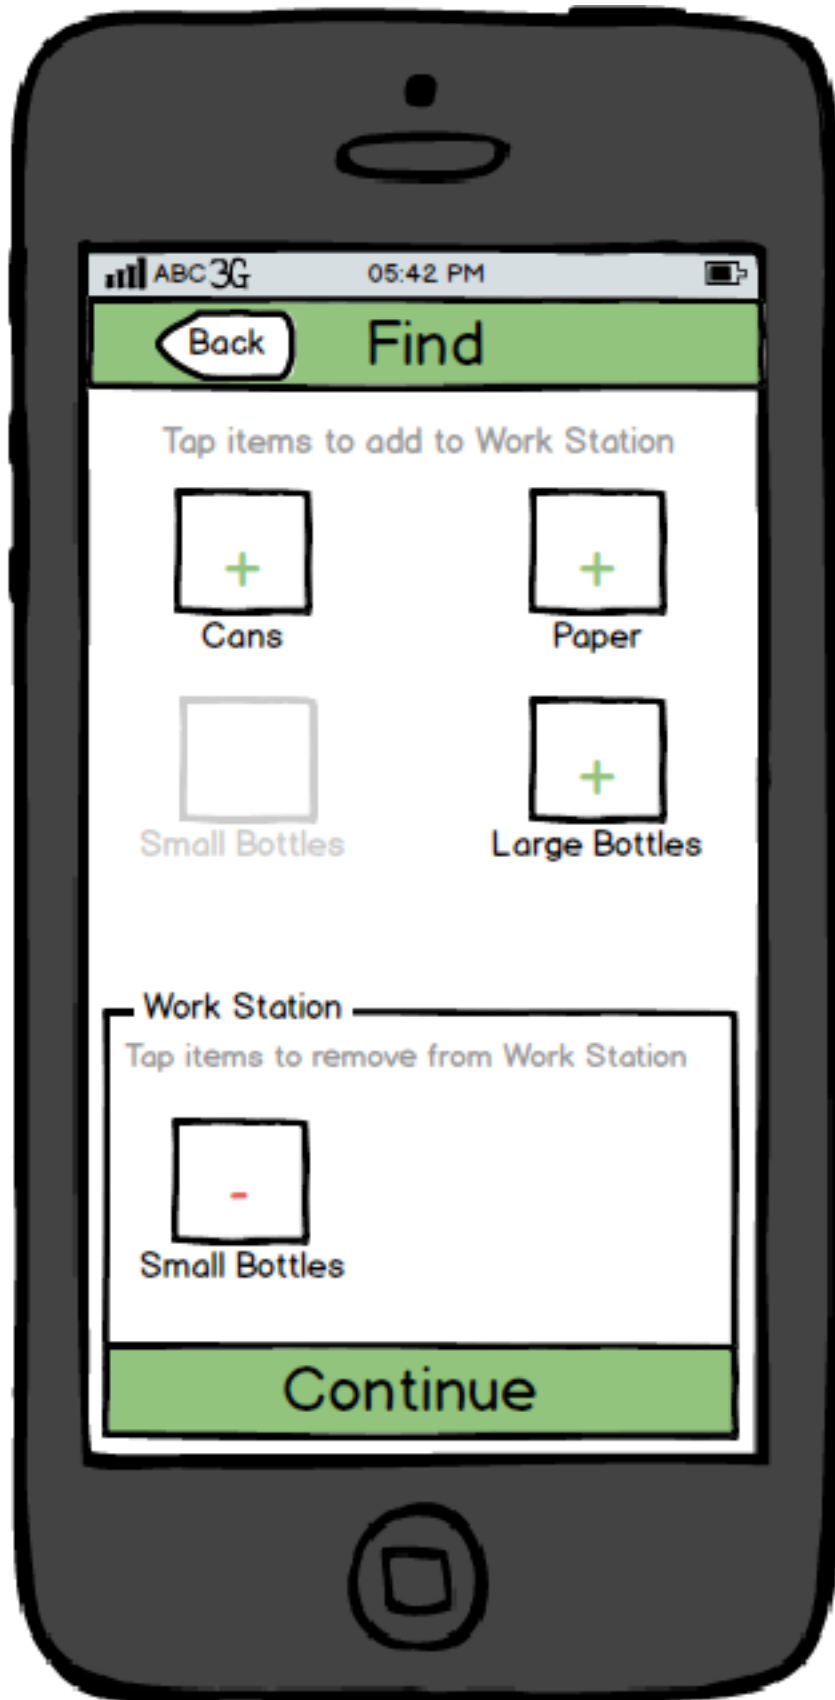 ABC 3G 05:42 PM
Back Find
Tap items to add to Work Station
+ +
Cans Paper
+
Small Bottles Large Bottles
Work Station
Tap items to remove from Work Station
-
Small Bottles
Continue